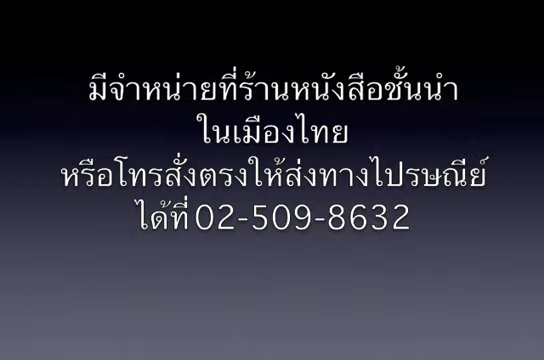 มีจำหน่ายที่ร้านหนังสือชั้นนำ
ในเมืองไทย
หรือโทรสั่งตรงให้ส่งทางไปรษณีย์
ได้ที่ 02-509-8632